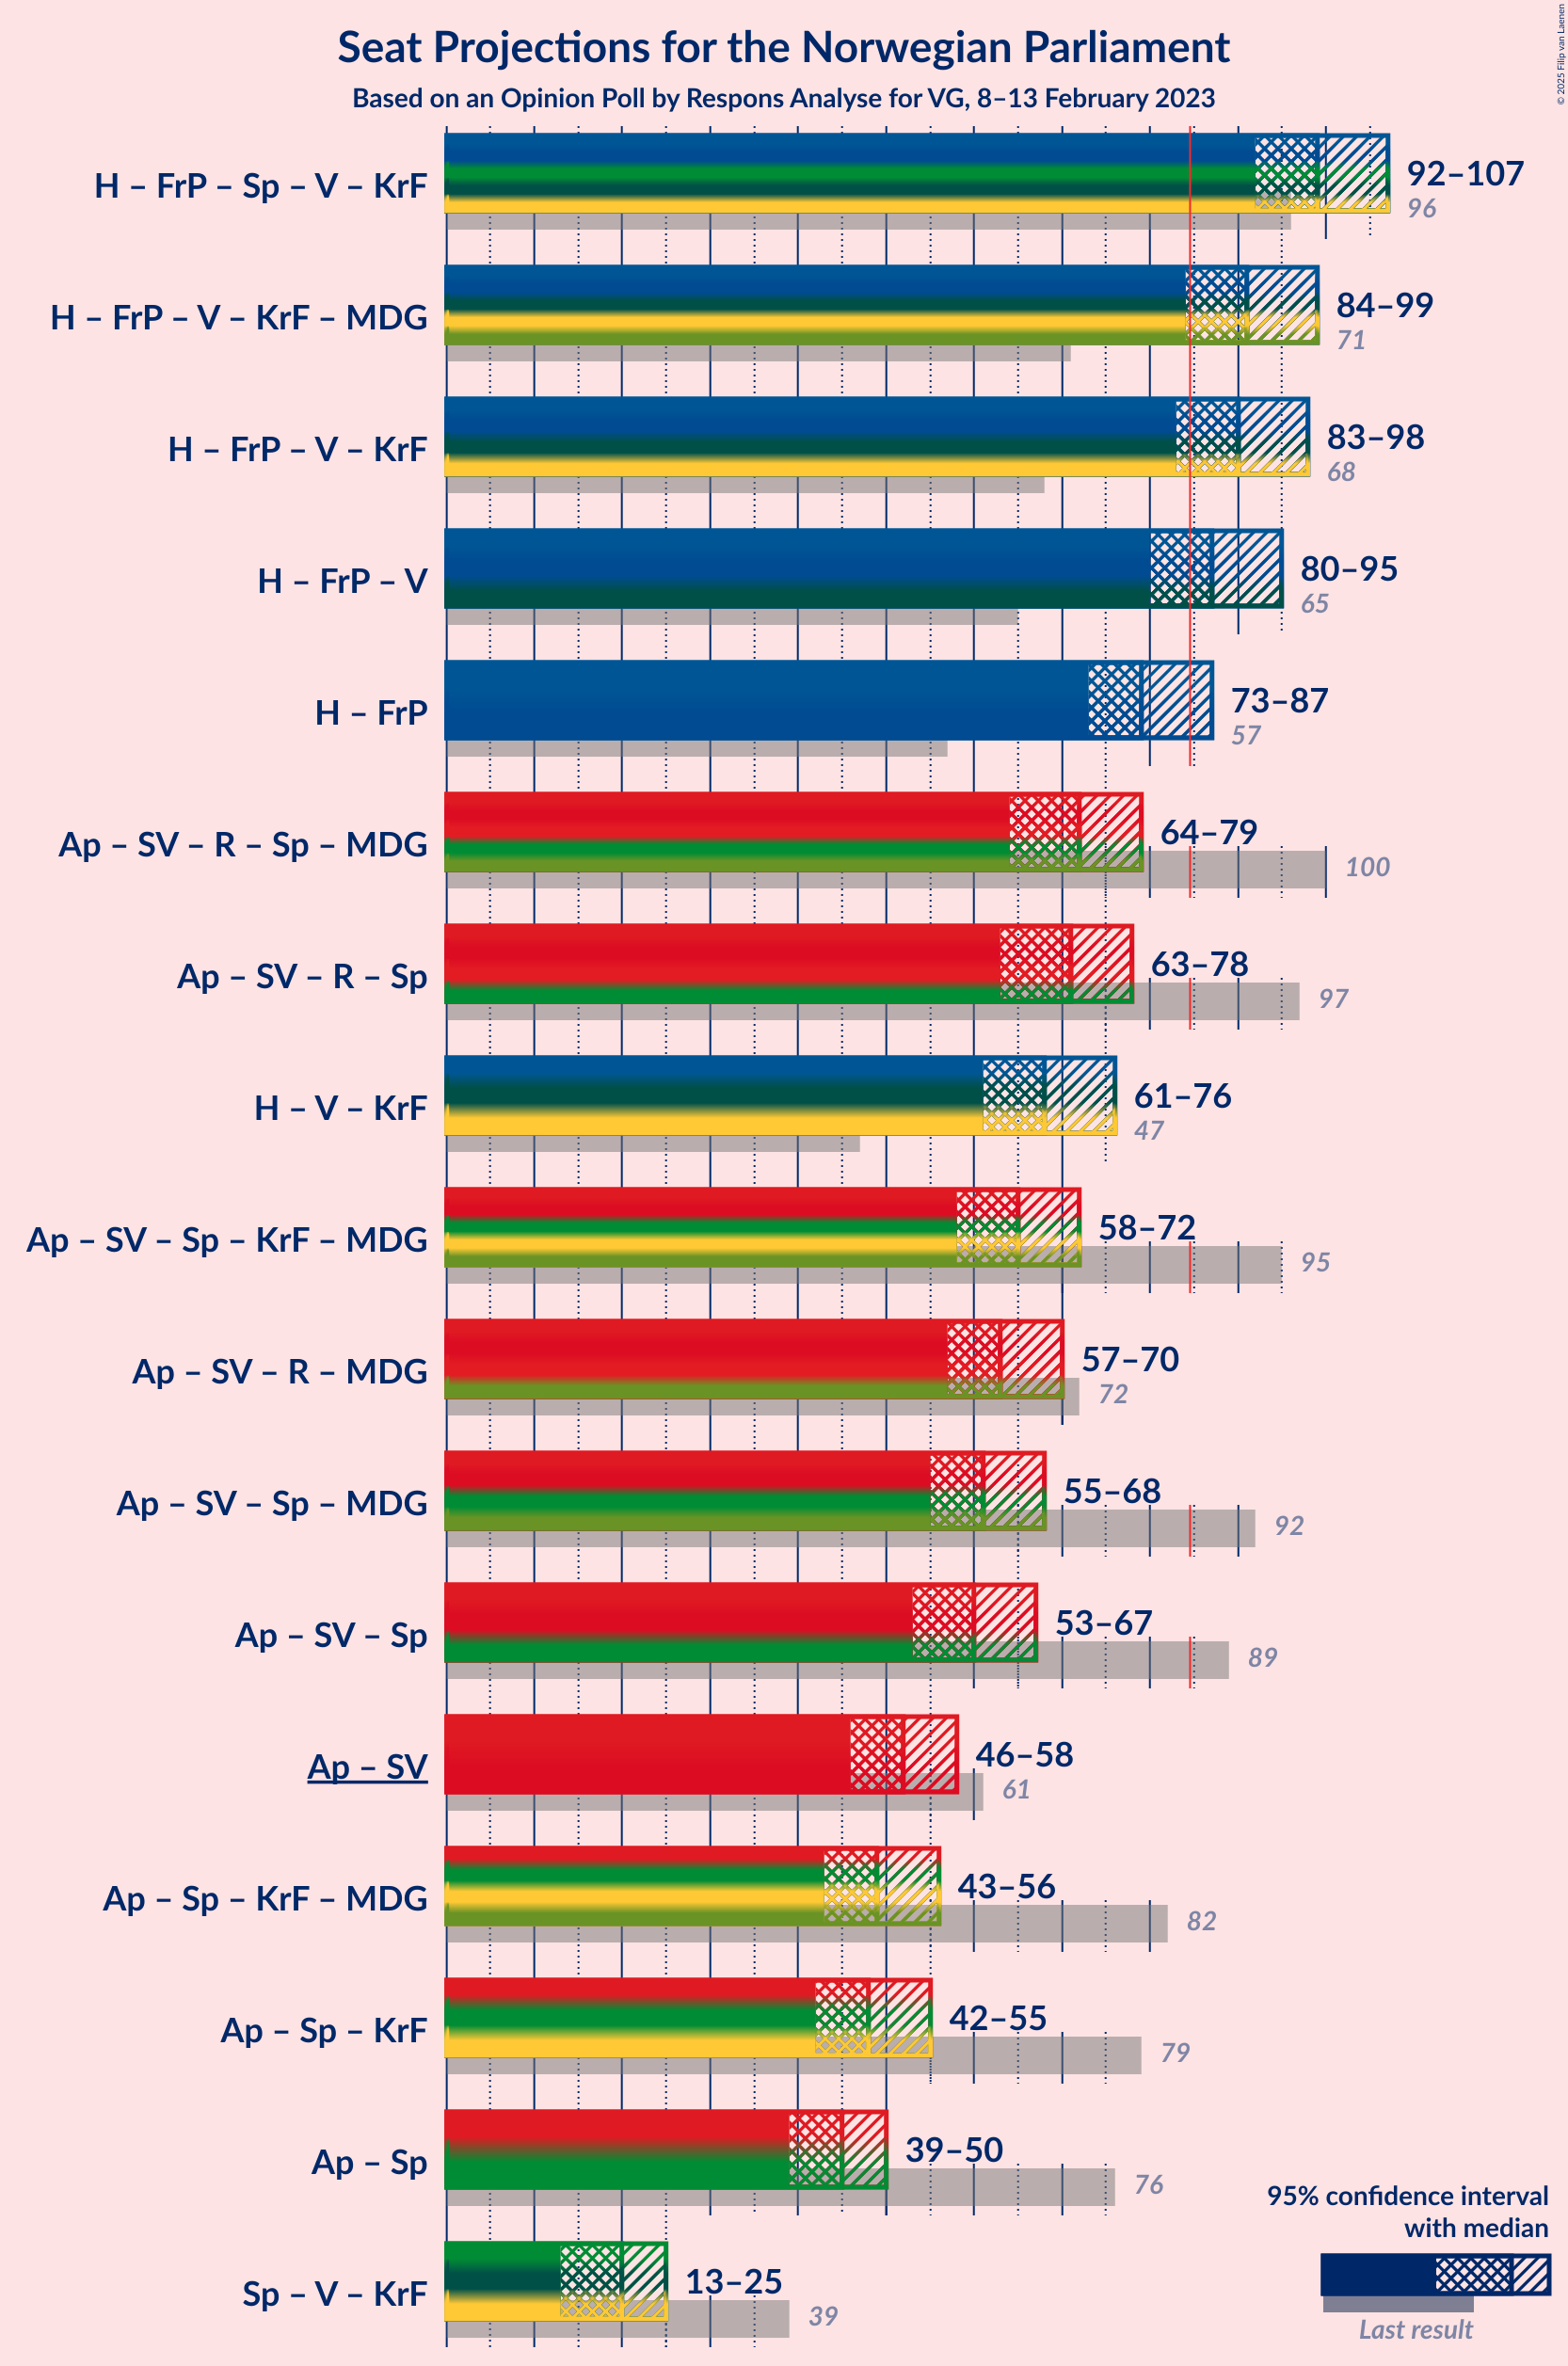 Seat Projections for the Norwegian Parliament
Based on an Opinion Poll by Respons Analyse for VG, 8–13 February 2023
© 2025 Filip van Laenen
H – FrP – Sp – V – KrF
92–107
96
H – FrP – V – KrF – MDG
84–99
71
H – FrP – V – KrF
83–98
68
H – FrP – V
80–95
65
H – FrP
73–87
57
Ap – SV – R – Sp – MDG
64–79
100
Ap – SV – R – Sp
63–78
97
H – V – KrF
61–76
47
Ap – SV – Sp – KrF – MDG
58–72
95
Ap – SV – R – MDG
57–70
72
Ap – SV – Sp – MDG
55–68
92
Ap – SV – Sp
53–67
89
Ap – SV
46–58
61
Ap – Sp – KrF – MDG
43–56
82
Ap – Sp – KrF
42–55
79
Ap – Sp
39–50
76
Sp – V – KrF
13–25
39
95% confidence interval
with median
Last result